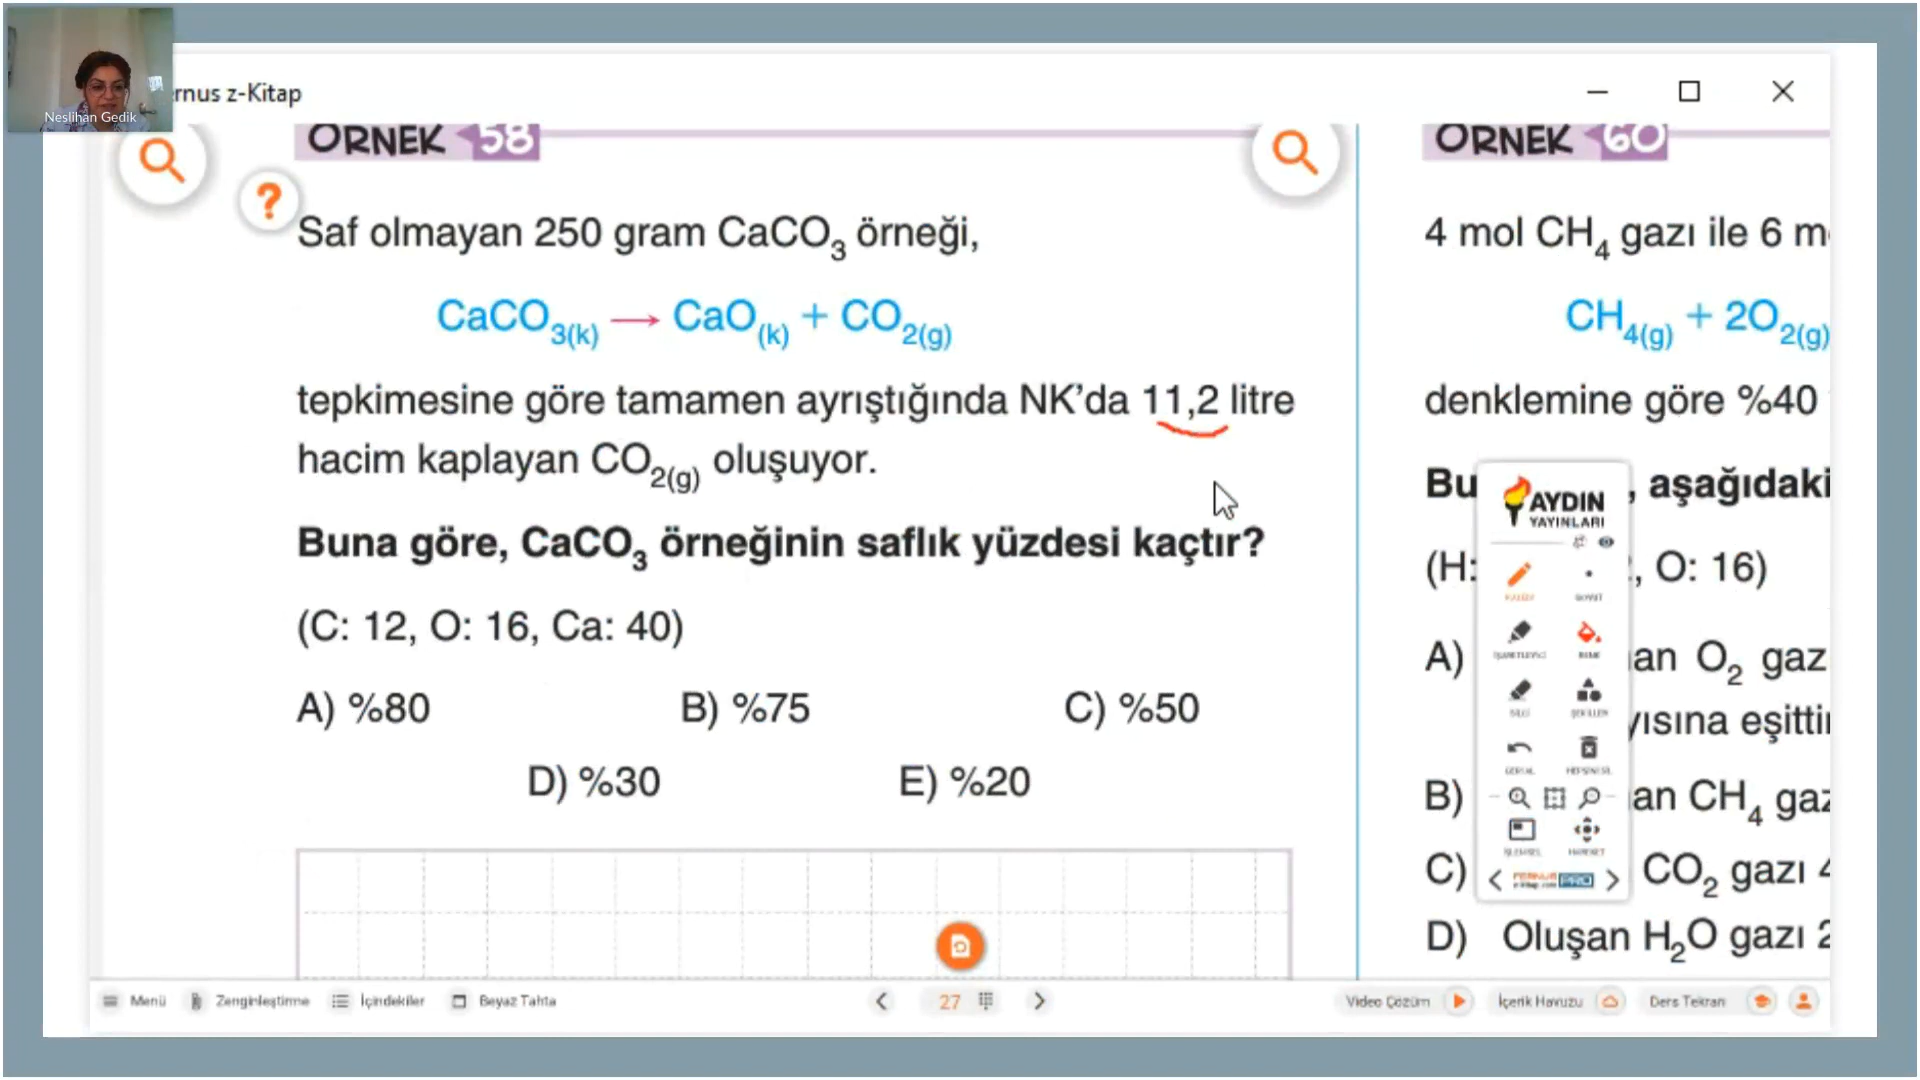 Neslihan Gedik
rnus z-Kitap
ÖRNEK 58
Saf olmayan 250 gram CaCO3 örneği,
CaCO3(k) → CaO(k) + CO2(g)
tepkimesine göre tamamen ayrıştığında NK'da 11,2 litre
hacim kaplayan CO2(g) oluşuyor.
Buna göre, CaCO3 örneğinin saflık yüzdesi kaçtır?
(C: 12, O: 16, Ca: 40)
A) %80 B) %75 C) %50
D) %30 E) %20
ÖRNEK 60
4 mol CH4 gazı ile 6 m
CH4(g) + 2O2(g)
denklemine göre %40
Bu , aşağıdaki
(H: , O: 16)
A) an O2 gaz
yısına eşitti
B) an CH4 gaz
C) CO2 gazı 4
D) Oluşan H2O gazı 2
AYDIN
YAYINLARI
PRO
Menü Zenginleştirme İçindekiler Beyaz Tahta 27 Video Çözüm İçerik Havuzu Ders Tekrarı